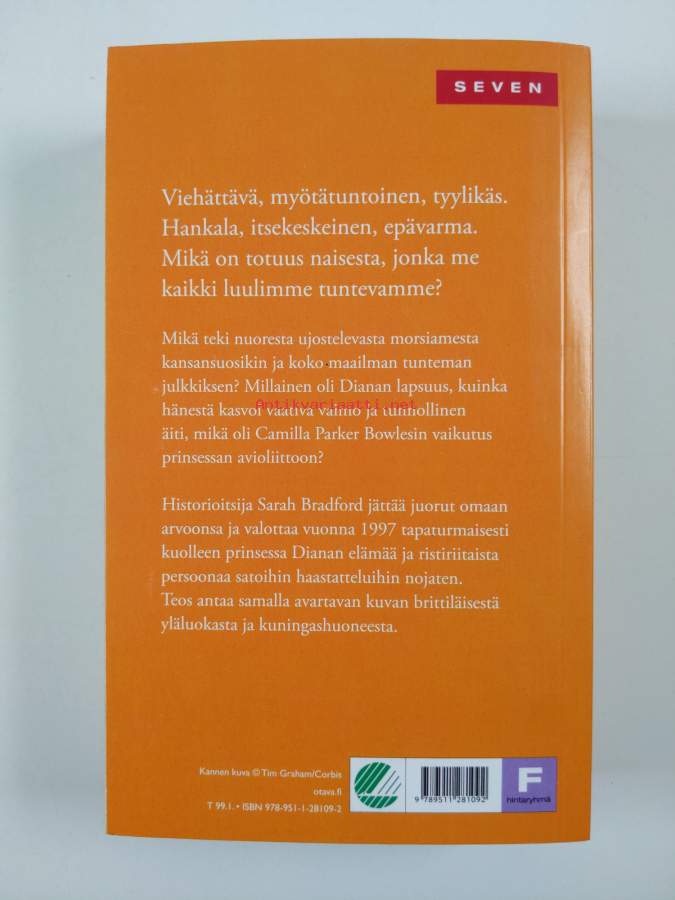 SEVEN
Viehättävä, myötätuntoinen, tyylikäs.
Hankala, itsekeskeinen, epävarma.
Mikä on totuus naisesta, jonka me
kaikki luulimme tuntevamme?
Mikä teki nuoresta ujostelevasta morsiamesta
kansansuosikin ja koko maailman tunteman
julkkiksen? Millainen oli Dianan lapsuus, kuinka
Antikvariaatti.net
hänestä kasvoi vaativa vaimo ja tunnollinen
äiti, mikä oli Camilla Parker Bowlesin vaikutus
prinsessan avioliittoon?
Historioitsija Sarah Bradford jättää juorut omaan
arvoonsa ja valottaa vuonna 1997 tapaturmaisesti
kuolleen prinsessa Dianan elämää ja ristiriitaista
persoonaa satoihin haastatteluihin nojaten.
Teos antaa samalla avartavan kuvan brittiläisestä
yläluokasta ja kuningashuoneesta.
Kannen kuva © Tim Graham/Corbis
otava.fi
T 99.1. • ISBN 978-951-1-28109-2
9 789511 281092
F
hintaryhmä